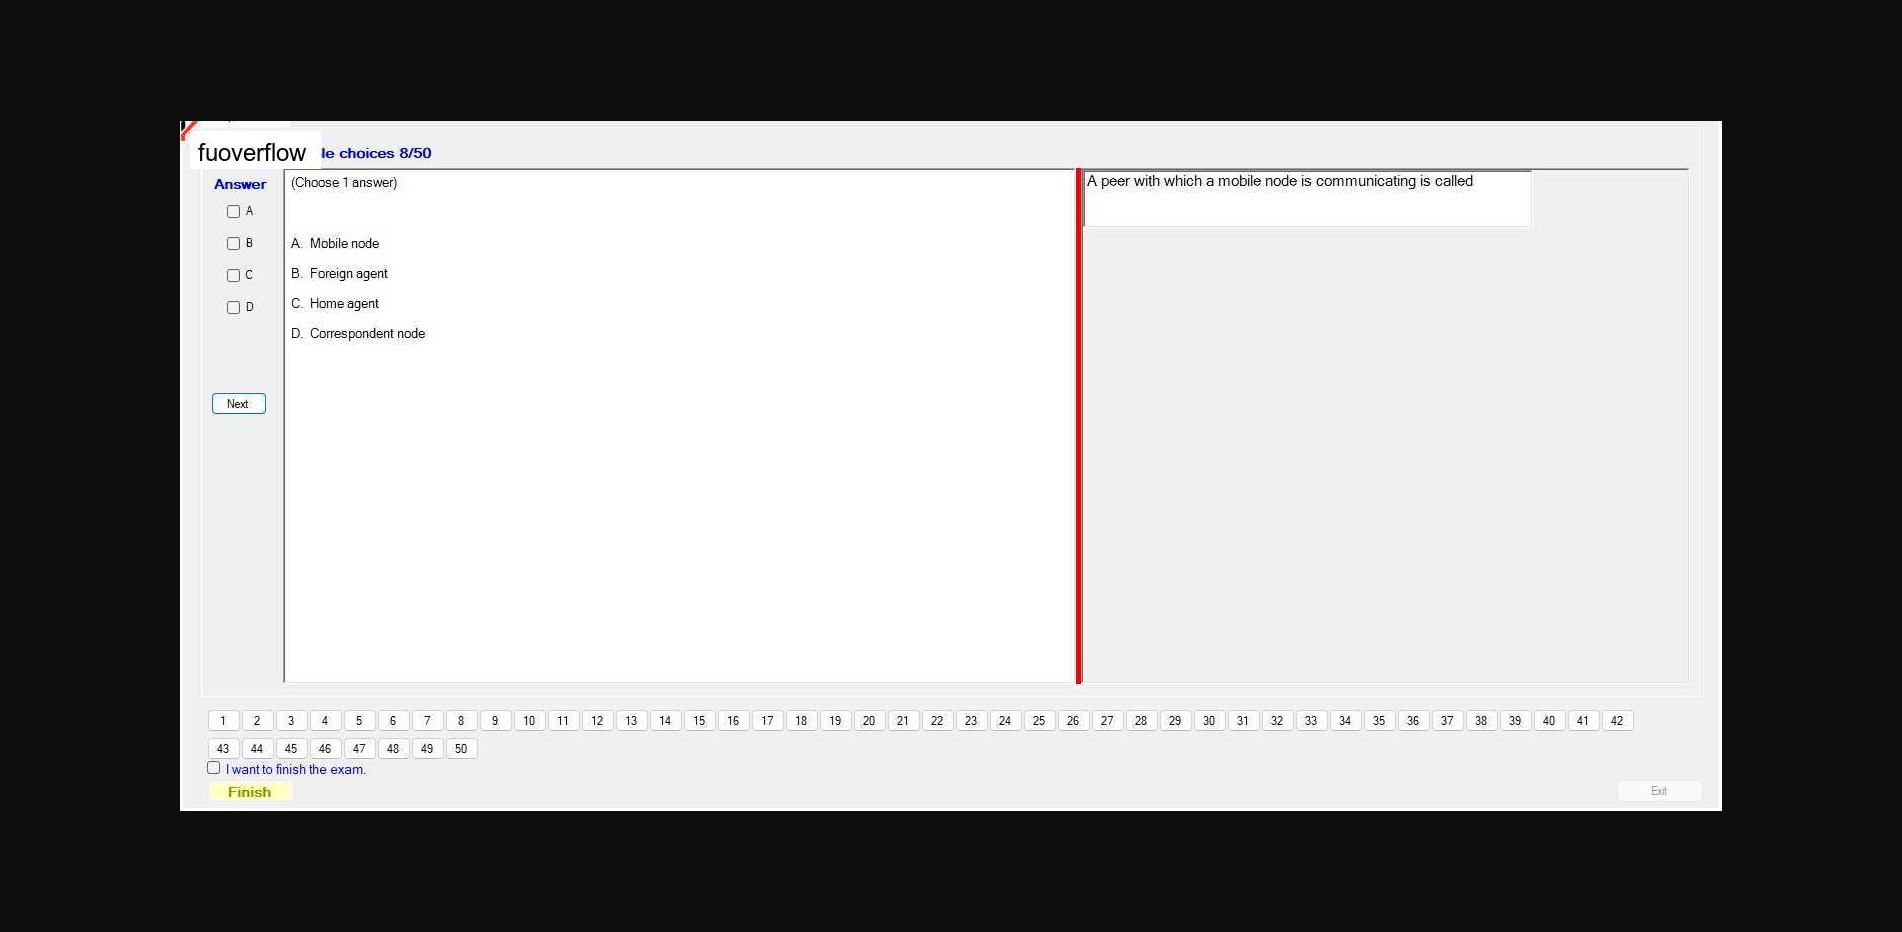 fuoverflow
le choices 8/50
Answer
(Choose 1 answer)
A peer with which a mobile node is communicating is called
A
B
C
D
A. Mobile node
B. Foreign agent
C. Home agent
D. Correspondent node
Next
1 2 3 4 5 6 7 8 9 10 11 12 13 14 15 16 17 18 19 20 21 22 23 24 25 26 27 28 29 30 31 32 33 34 35 36 37 38 39 40 41 42
43 44 45 46 47 48 49 50
I want to finish the exam.
Finish
Exit